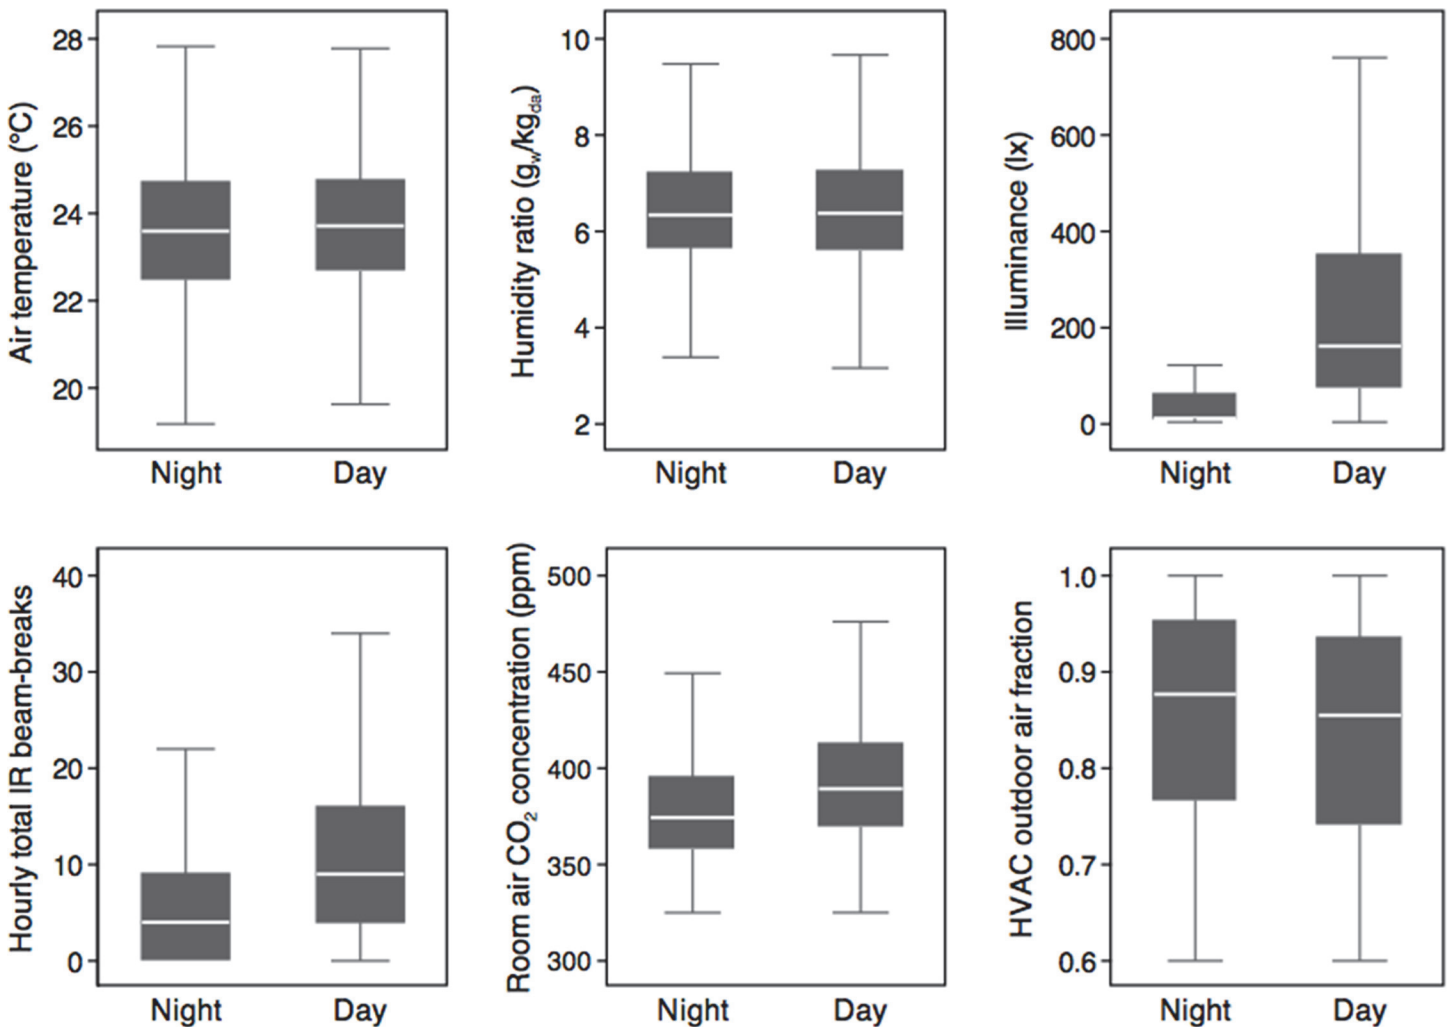 Air temperature (°C)
28
26
24
22
20
Night Day
Humidity ratio (gw/kgda)
10
8
6
4
2
Night Day
Illuminance (lx)
800
600
400
200
0
Night Day
Hourly total IR beam-breaks
40
30
20
10
0
Night Day
Room air CO2 concentration (ppm)
500
450
400
350
300
Night Day
HVAC outdoor air fraction
1.0
0.9
0.8
0.7
0.6
Night Day